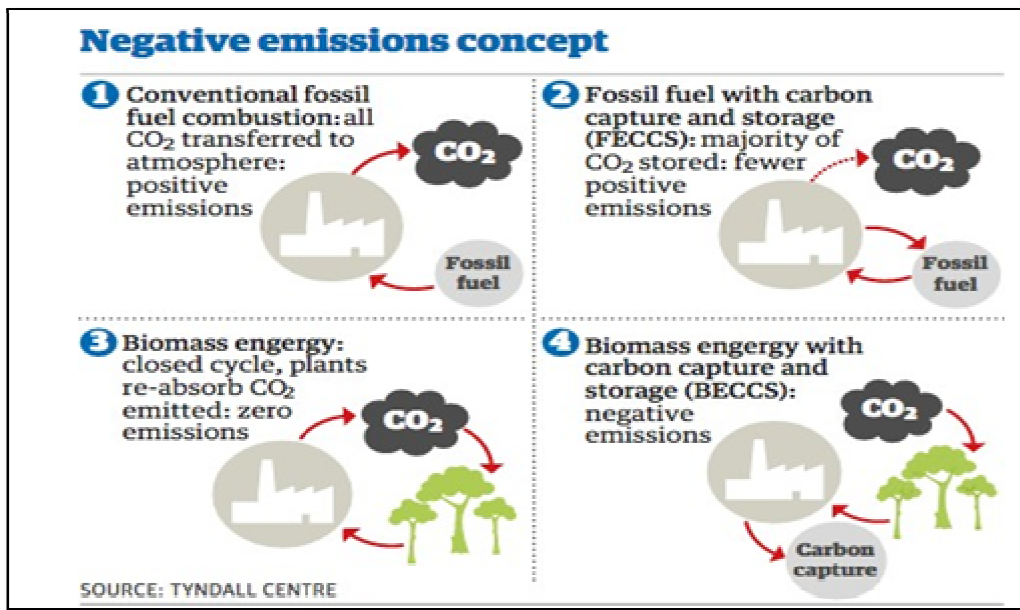 Negative emissions concept
1 Conventional fossil
fuel combustion: all
CO₂ transferred to
atmosphere:
positive
emissions
CO₂
Fossil
fuel
2 Fossil fuel with carbon
capture and storage
(FECCS): majority of
CO₂ stored: fewer
positive
emissions
CO₂
Fossil
fuel
3 Biomass engergy:
closed cycle, plants
re-absorb CO₂
emitted: zero
emissions
CO₂
4 Biomass engergy with
carbon capture and
storage (BECCS):
negative
emissions
CO₂
Carbon
capture
SOURCE: TYNDALL CENTRE